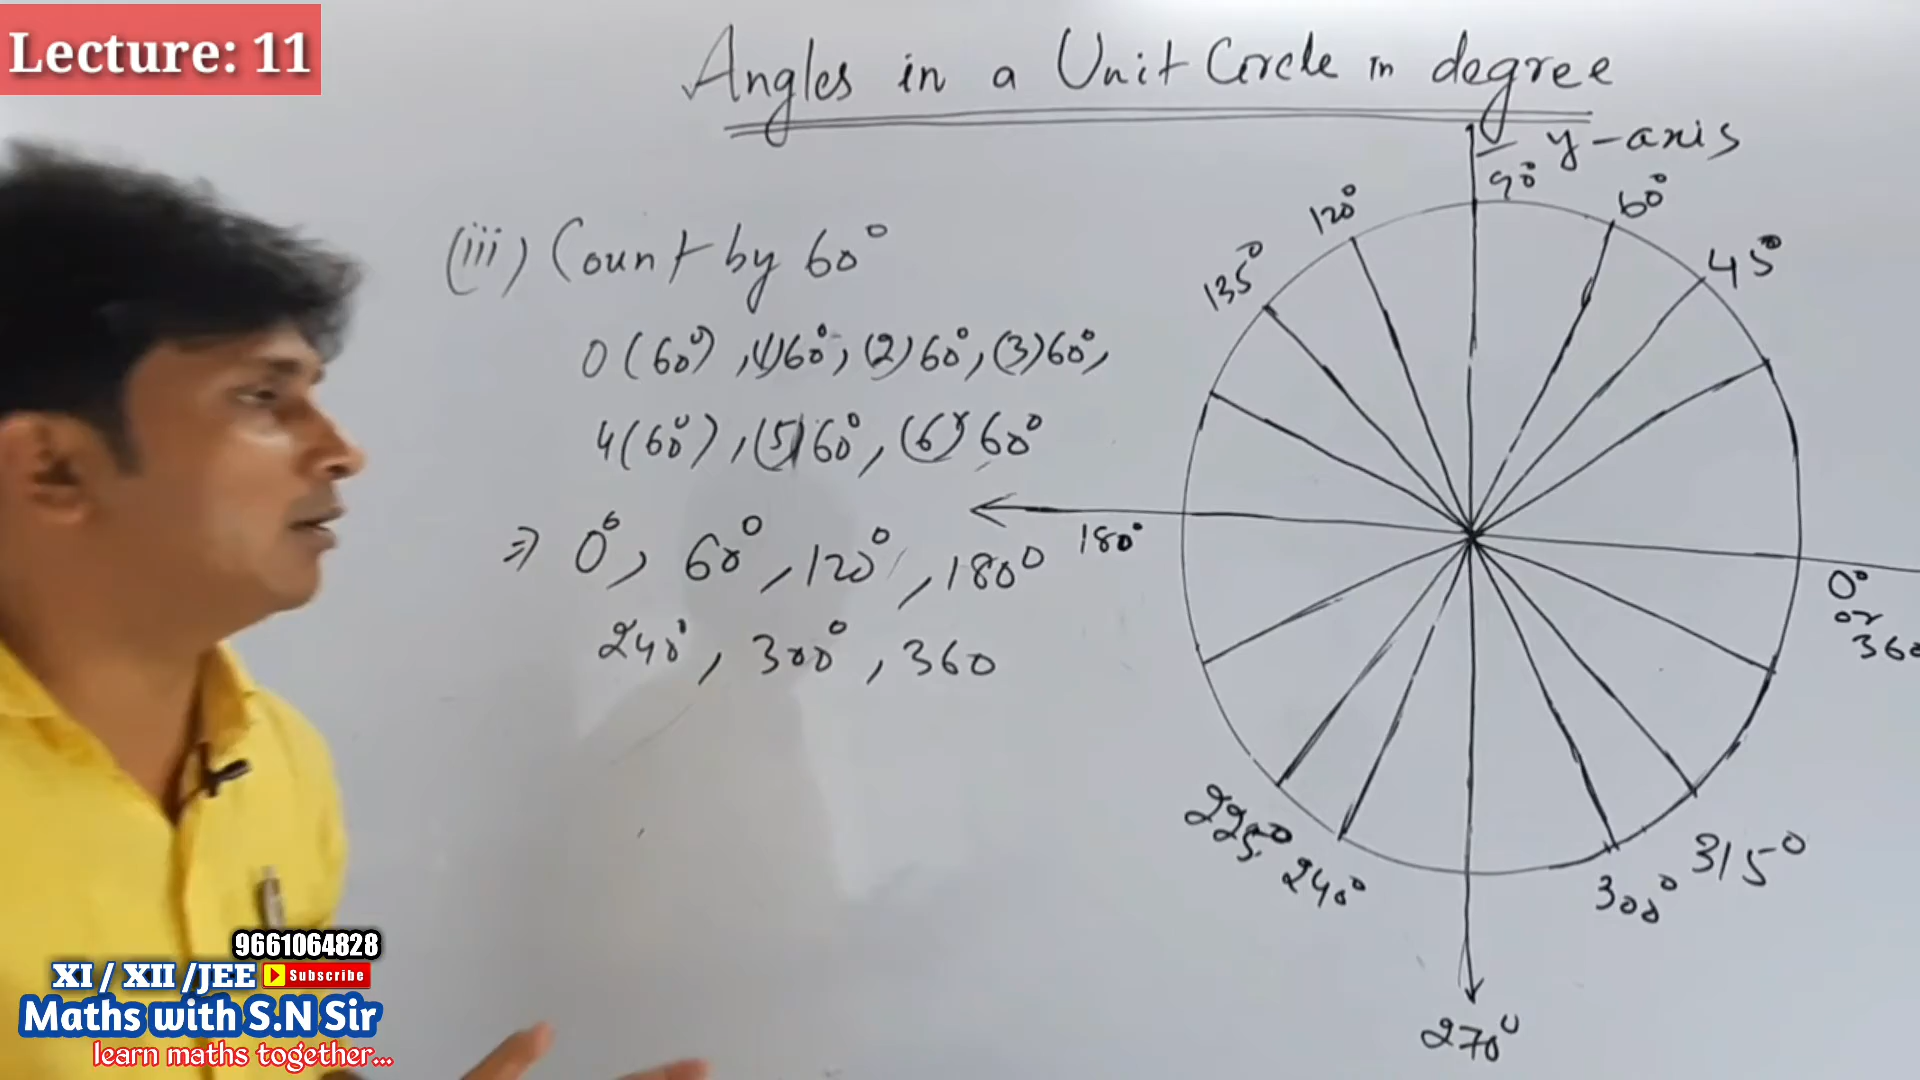 Lecture: 11
Angles in a Unit Circle in degree
y-axis
90°
120°
60°
135°
45°
(iii) Count by 60°
0(60°), (1)60°, (2)60°, (3)60°,
4(60°), (5)60°, (6)60°
⇒ 0°, 60°, 120°, 180°
240°, 300°, 360
180°
0°
or
360
225°
240°
300°
315°
270°
9661064828
XI / XII /JEE Subscribe
Maths with S.N Sir
learn maths together...